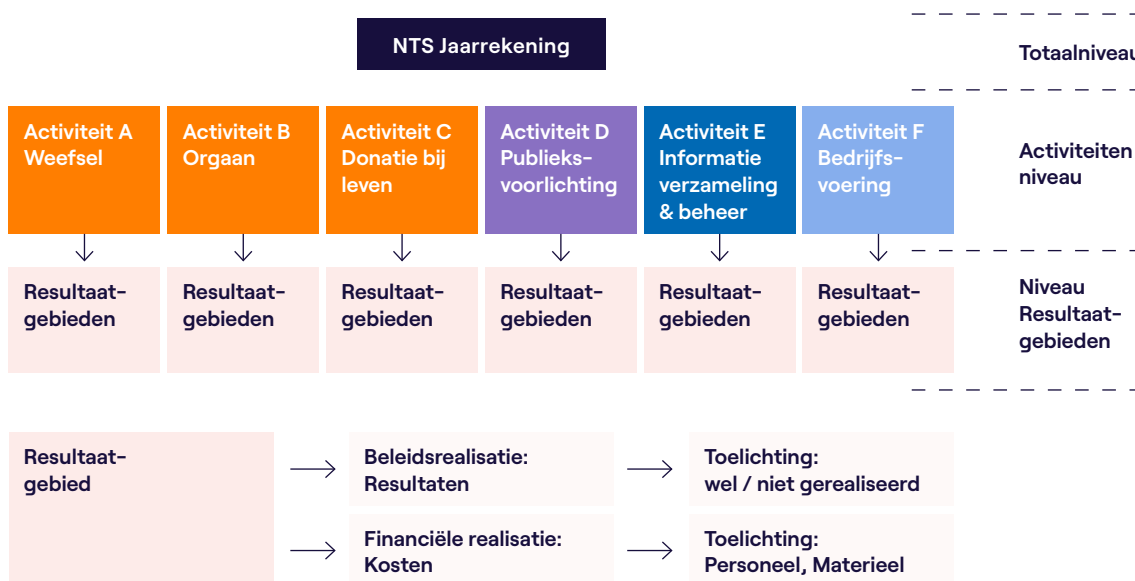 NTS Jaarrekening
Totaalniveau
Activiteit A
Weefsel
Activiteit B
Orgaan
Activiteit C
Donatie bij
leven
Activiteit D
Publieks-
voorlichting
Activiteit E
Informatie
verzameling
& beheer
Activiteit F
Bedrijfs-
voering
Activiteiten
niveau
Resultaat-
gebieden
Resultaat-
gebieden
Resultaat-
gebieden
Resultaat-
gebieden
Resultaat-
gebieden
Resultaat-
gebieden
Niveau
Resultaat-
gebieden
Resultaat-
gebied
Beleidsrealisatie:
Resultaten
Toelichting:
wel / niet gerealiseerd
Financiële realisatie:
Kosten
Toelichting:
Personeel, Materieel